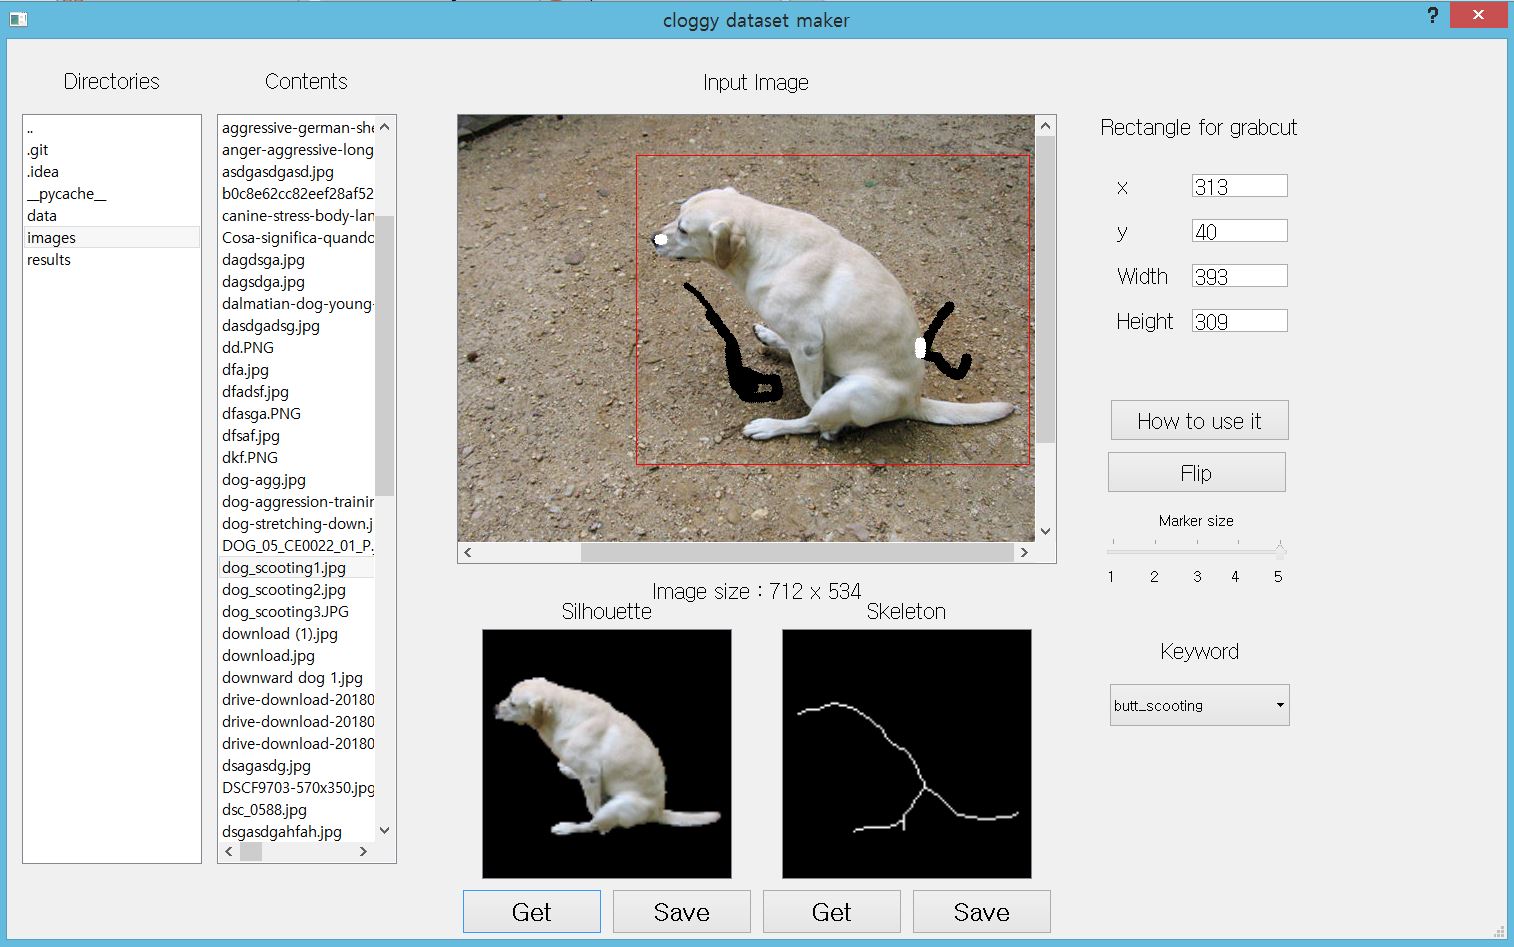 cloggy dataset maker
?
Directories
Contents
Input Image
..
.git
.idea
__pycache__
data
images
results
aggressive-german-she
anger-aggressive-long
asdgasdgasd.jpg
b0c8e62cc82eef28af52
canine-stress-body-lan
Cosa-significa-quando
dagdsga.jpg
dagsdga.jpg
dalmatian-dog-young-
dasdgadsg.jpg
dd.PNG
dfa.jpg
dfadsf.jpg
dfasga.PNG
dfsaf.jpg
dkf.PNG
dog-agg.jpg
dog-aggression-trainin
dog-stretching-down.j
DOG_05_CE0022_01_P.
dog_scooting1.jpg
dog_scooting2.jpg
dog_scooting3.JPG
download (1).jpg
download.jpg
downward dog 1.jpg
drive-download-20180
drive-download-20180
drive-download-20180
dsagasdg.jpg
DSCF9703-570x350.jpg
dsc_0588.jpg
dsgasdgahfah.jpg
Image size : 712 x 534
Silhouette
Skeleton
Get
Save
Get
Save
Rectangle for grabcut
x 313
y 40
Width 393
Height 309
How to use it
Flip
Marker size
1 2 3 4 5
Keyword
butt_scooting